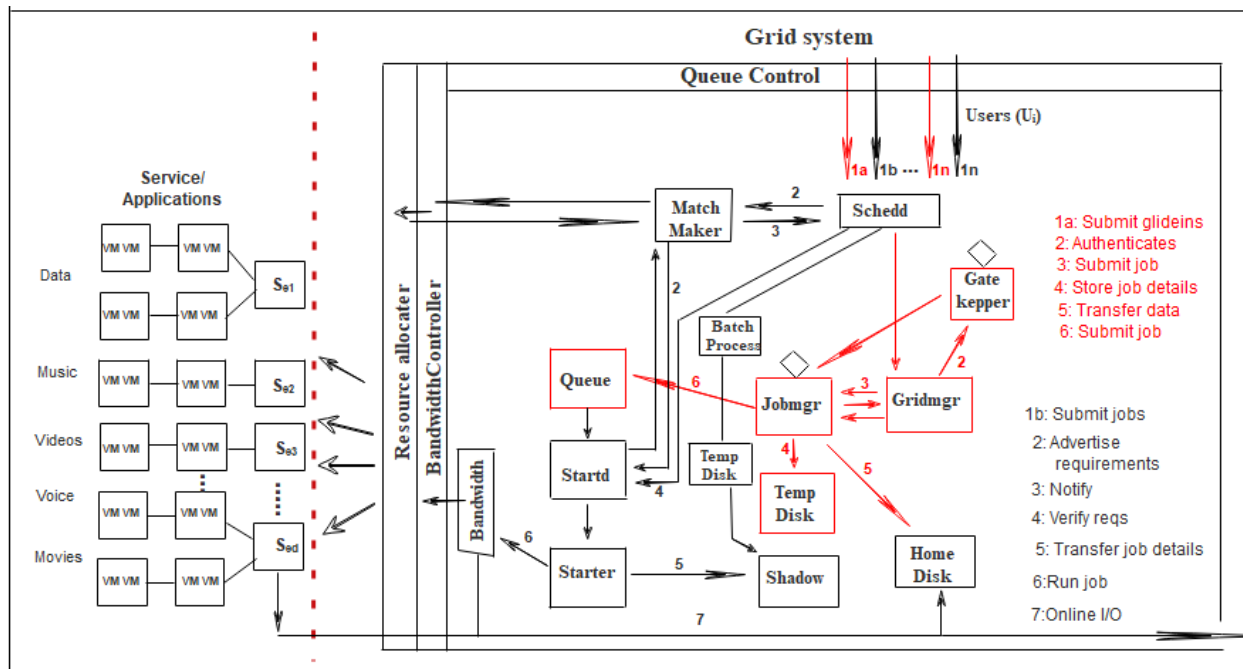 Grid system
Queue Control
Users (Uᵢ)
1a
1b ---
1n
1n
Service/
Applications
Data
VM VM
VM VM
VM VM
VM VM
Se1
Music
VM VM
VM VM
Se2
Videos
VM VM
VM VM
Se3
Voice
VM VM
VM VM
Movies
VM VM
VM VM
Sed
Resource allocater
BandwidthController
Match
Maker
2
3
Schedd
2
4
Batch
Process
Gate
kepper
2
Queue
6
Jobmgr
3
Gridmgr
Startd
Temp
Disk
4
Temp
Disk
5
Bandwidth
6
Starter
5
Shadow
Home
Disk
7
1a: Submit glideins
2: Authenticates
3: Submit job
4: Store job details
5: Transfer data
6: Submit job
1b: Submit jobs
2: Advertise
requirements
3: Notify
4: Verify reqs
5: Transfer job details
6:Run job
7:Online I/O